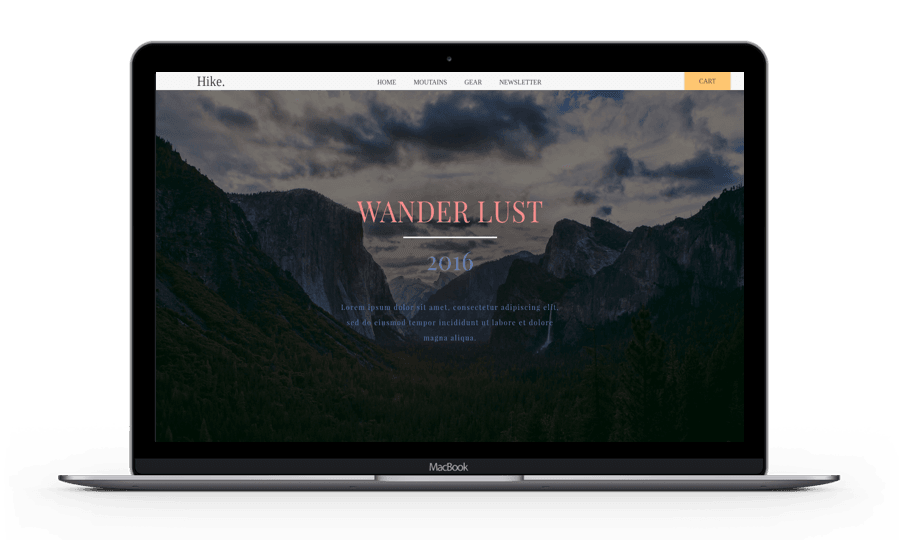 Hike.
HOME MOUTAINS GEAR NEWSLETTER
CART
WANDER LUST
2016
Lorem ipsum dolor sit amet, consectetur adipiscing elfi,
sed do eiusmod tempor incididunt ut labore et dolore
magna aliqua.
MacBook